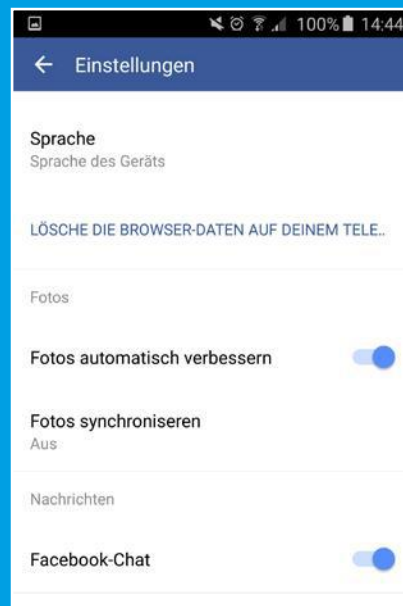 100% 14:44
Einstellungen
Sprache
Sprache des Geräts
LÖSCHE DIE BROWSER-DATEN AUF DEINEM TELE..
Fotos
Fotos automatisch verbessern
Fotos synchroniseren
Aus
Nachrichten
Facebook-Chat